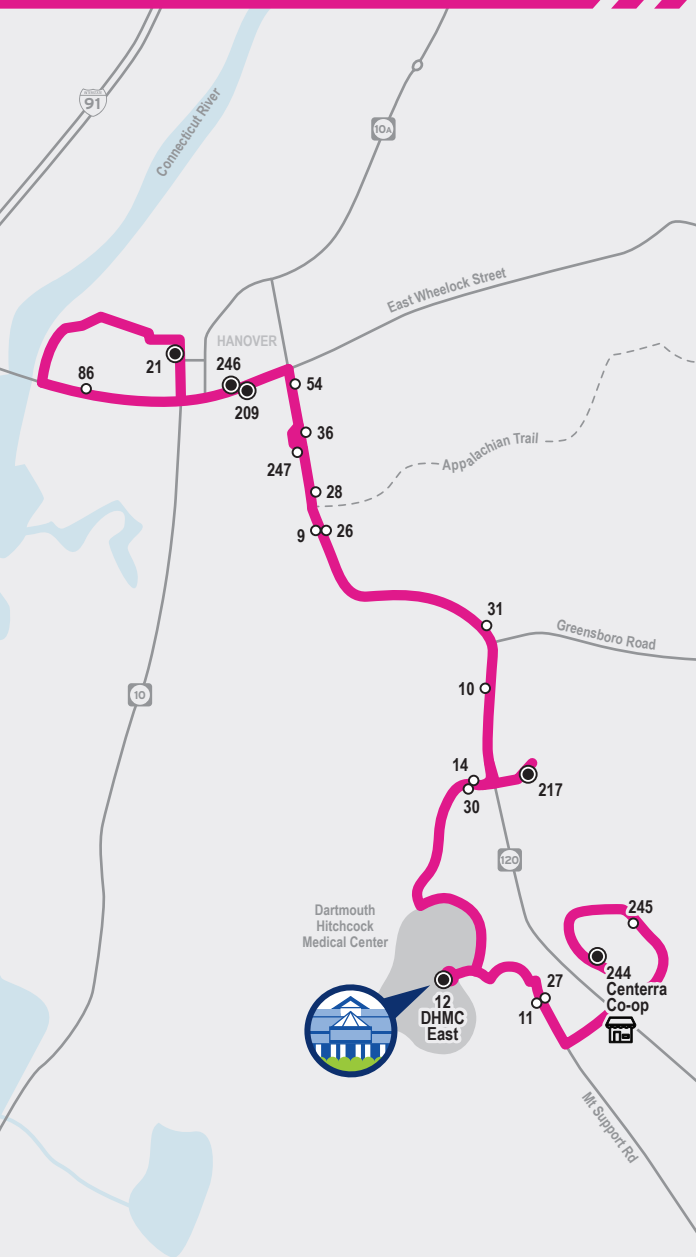 INTERSTATE
91
Connecticut River
10A
East Wheelock Street
HANOVER
86
21
246
209
54
36
247
Appalachian Trail
28
9
26
31
Greensboro Road
10
10
14
30
217
120
Dartmouth
Hitchcock
Medical Center
245
244
Centerra
Co-op
12
DHMC
East
27
11
Mt Support Rd